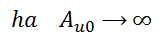 ha A_{u0} ⟶ ∞